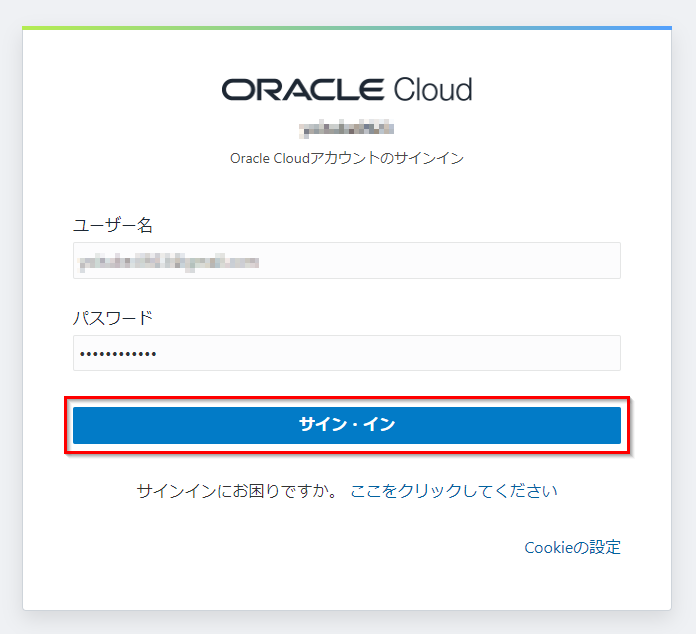 ORACLE Cloud
Oracle Cloudアカウントのサインイン
ユーザー名
パスワード
••••••••••••
サイン・イン
サインインにお困りですか。 ここをクリックしてください
Cookieの設定